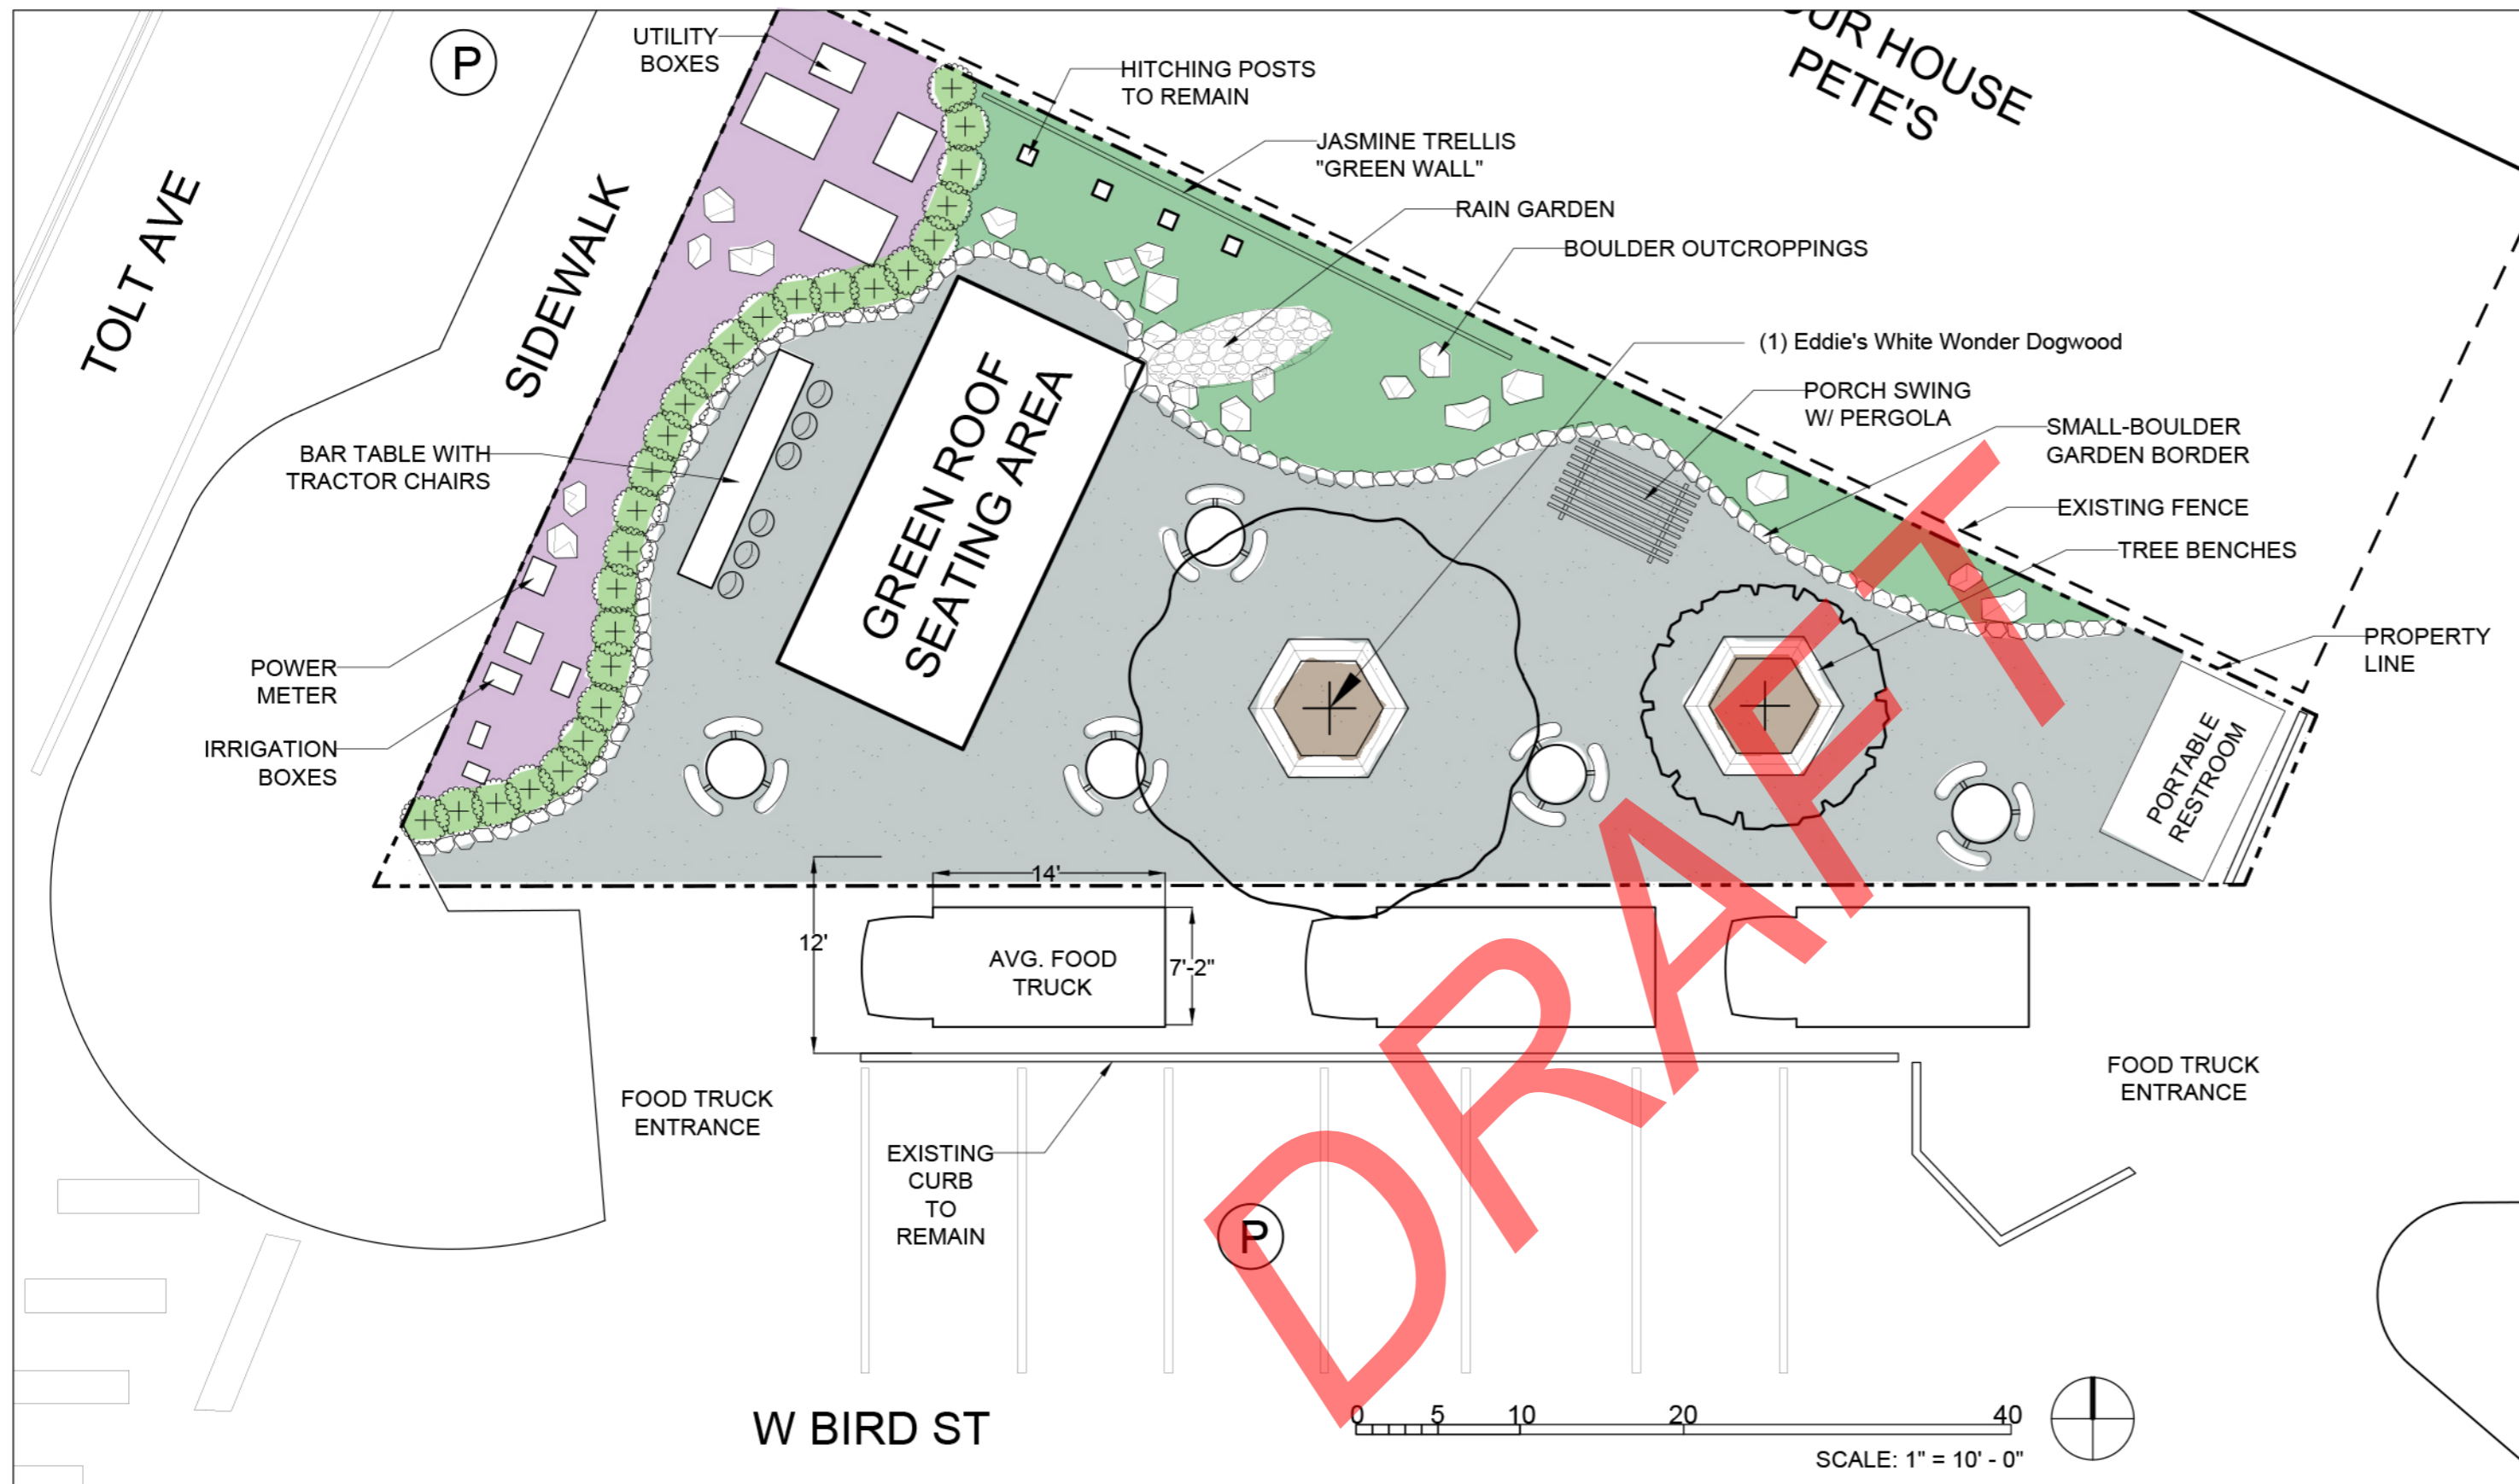 P
UTILITY
BOXES
HITCHING POSTS
TO REMAIN
OUR HOUSE
PETE'S
JASMINE TRELLIS
"GREEN WALL"
RAIN GARDEN
BOULDER OUTCROPPINGS
TOLT AVE
SIDEWALK
(1) Eddie's White Wonder Dogwood
PORCH SWING
W/ PERGOLA
SMALL-BOULDER
GARDEN BORDER
BAR TABLE WITH
TRACTOR CHAIRS
GREEN ROOF
SEATING AREA
EXISTING FENCE
TREE BENCHES
PROPERTY
LINE
POWER
METER
IRRIGATION
BOXES
PORTABLE
RESTROOM
14'
12'
AVG. FOOD
TRUCK
7'-2"
FOOD TRUCK
ENTRANCE
FOOD TRUCK
ENTRANCE
EXISTING
CURB
TO
REMAIN
P
DRAFT
W BIRD ST
0 5 10 20 40
SCALE: 1" = 10' - 0"